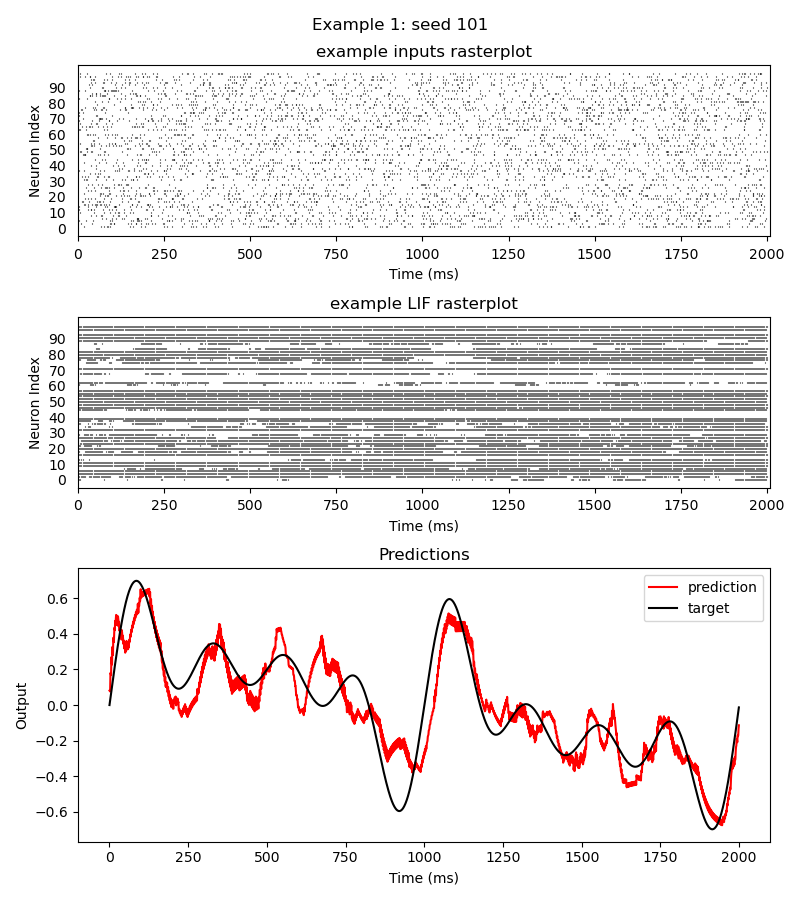 Example 1: seed 101
example inputs rasterplot
Neuron Index
90
80
70
60
50
40
30
20
10
0
0 250 500 750 1000 1250 1500 1750 2000
Time (ms)
example LIF rasterplot
Neuron Index
90
80
70
60
50
40
30
20
10
0
0 250 500 750 1000 1250 1500 1750 2000
Time (ms)
Predictions
prediction
target
Output
0.6
0.4
0.2
0.0
−0.2
−0.4
−0.6
0 250 500 750 1000 1250 1500 1750 2000
Time (ms)